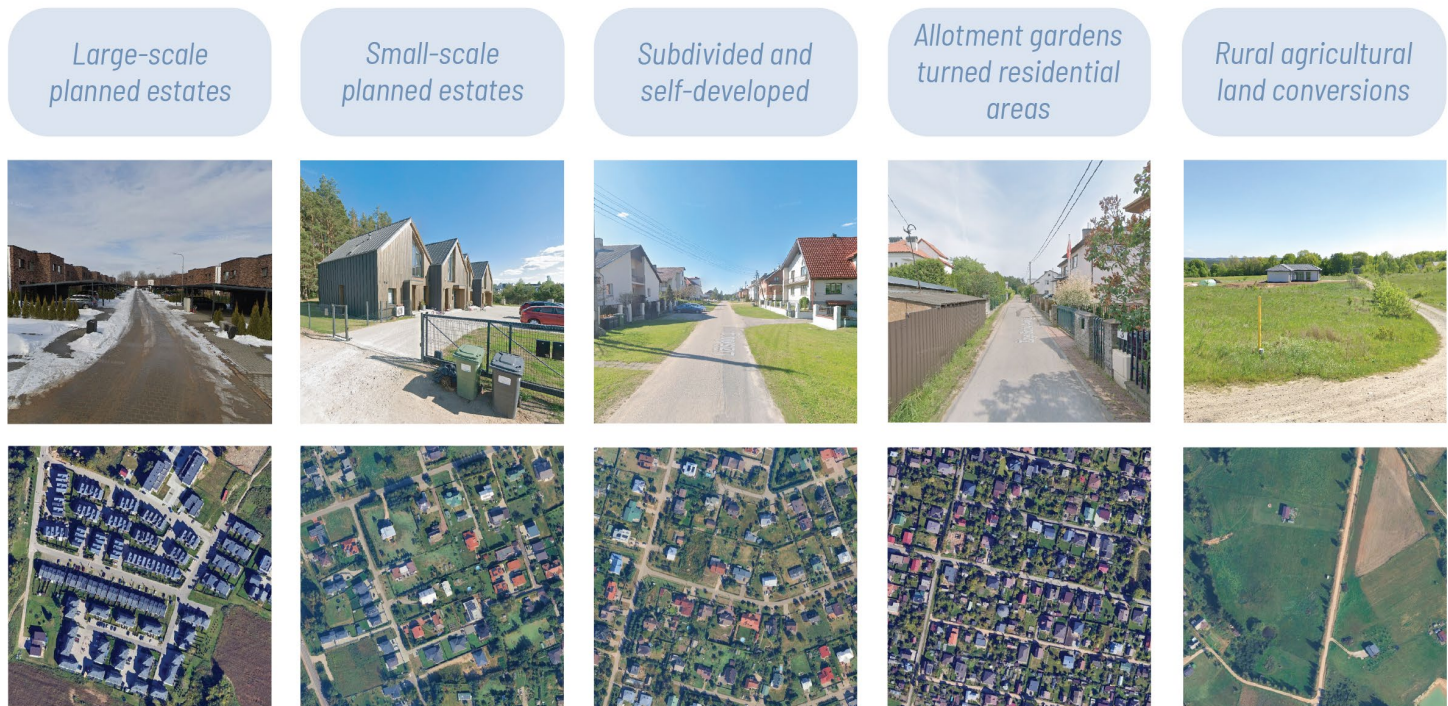 Large-scale
planned estates
Small-scale
planned estates
Subdivided and
self-developed
Allotment gardens
turned residential
areas
Rural agricultural
land conversions